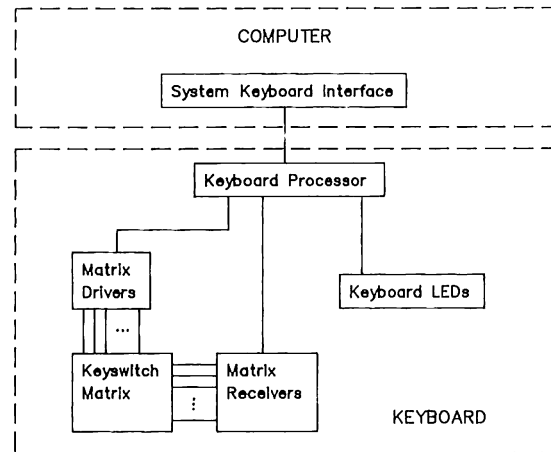 COMPUTER
System Keyboard Interface
Keyboard Processor
Matrix
Drivers
Keyboard LEDs
...
Keyswitch
Matrix
Matrix
Receivers
...
KEYBOARD